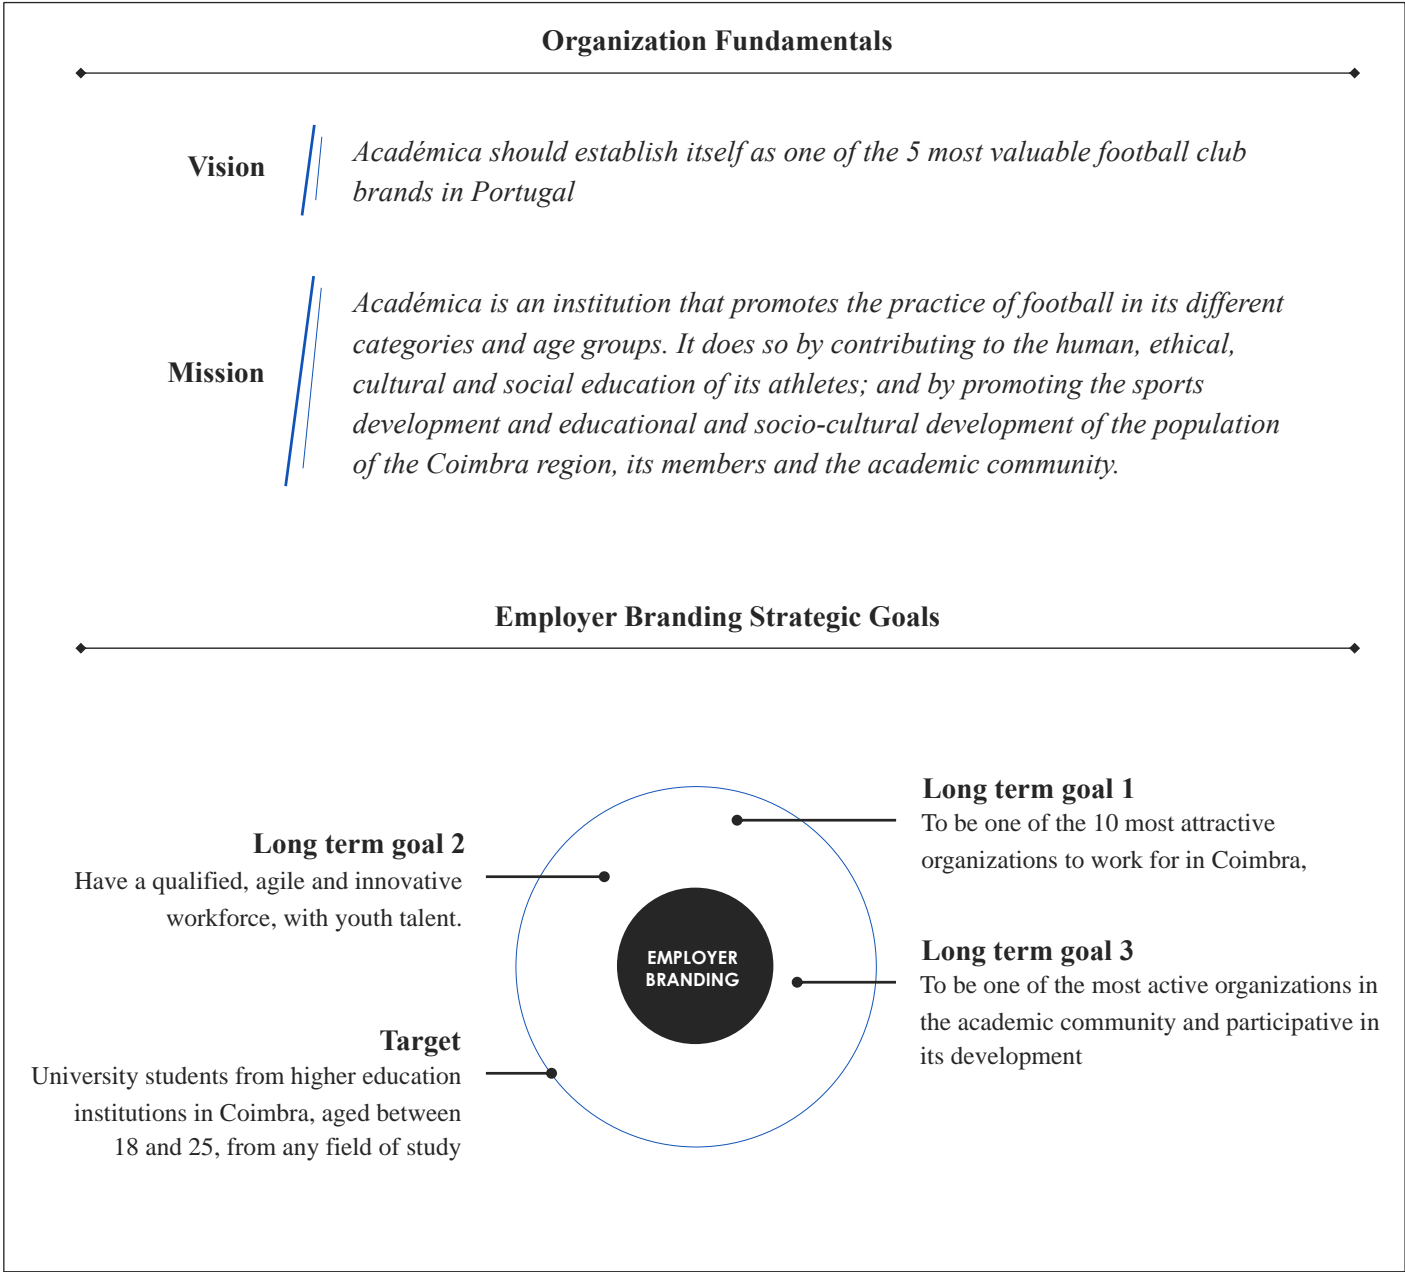 Organization Fundamentals
Vision
Académica should establish itself as one of the 5 most valuable football club
brands in Portugal
Mission
Académica is an institution that promotes the practice of football in its different
categories and age groups. It does so by contributing to the human, ethical,
cultural and social education of its athletes; and by promoting the sports
development and educational and socio-cultural development of the population
of the Coimbra region, its members and the academic community.
Employer Branding Strategic Goals
Long term goal 1
To be one of the 10 most attractive
organizations to work for in Coimbra,
Long term goal 2
Have a qualified, agile and innovative
workforce, with youth talent.
EMPLOYER
BRANDING
Long term goal 3
To be one of the most active organizations in
the academic community and participative in
its development
Target
University students from higher education
institutions in Coimbra, aged between
18 and 25, from any field of study